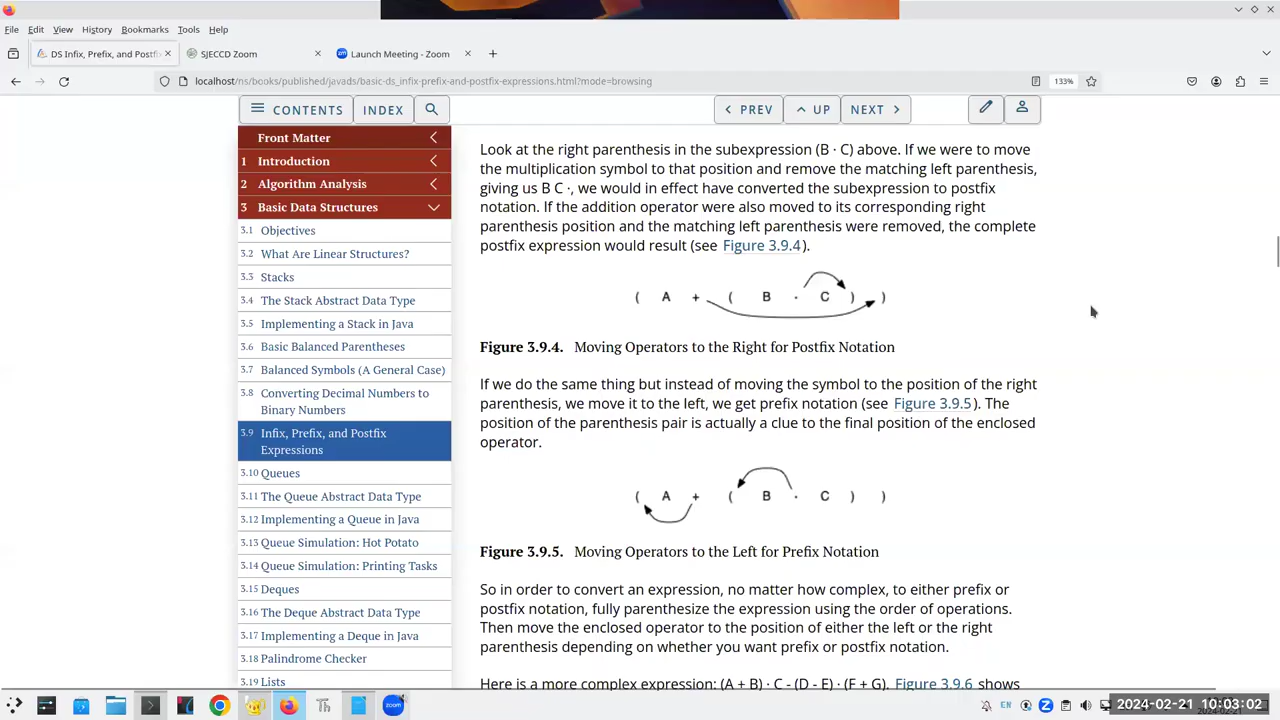 File Edit View History Bookmarks Tools Help
DS Infix, Prefix, and Postfi × SJECCD Zoom × Launch Meeting - Zoom × +
localhost/ns/books/published/javads/basic-ds_infix-prefix-and-postfix-expressions.html?mode=browsing 133%
CONTENTS INDEX PREV UP NEXT
Front Matter
1 Introduction
2 Algorithm Analysis
3 Basic Data Structures
3.1 Objectives
3.2 What Are Linear Structures?
3.3 Stacks
3.4 The Stack Abstract Data Type
3.5 Implementing a Stack in Java
3.6 Basic Balanced Parentheses
3.7 Balanced Symbols (A General Case)
3.8 Converting Decimal Numbers to
Binary Numbers
3.9 Infix, Prefix, and Postfix
Expressions
3.10 Queues
3.11 The Queue Abstract Data Type
3.12 Implementing a Queue in Java
3.13 Queue Simulation: Hot Potato
3.14 Queue Simulation: Printing Tasks
3.15 Deques
3.16 The Deque Abstract Data Type
3.17 Implementing a Deque in Java
3.18 Palindrome Checker
3.19 Lists
Look at the right parenthesis in the subexpression (B · C) above. If we were to move
the multiplication symbol to that position and remove the matching left parenthesis,
giving us B C ·, we would in effect have converted the subexpression to postfix
notation. If the addition operator were also moved to its corresponding right
parenthesis position and the matching left parenthesis were removed, the complete
postfix expression would result (see Figure 3.9.4).
( A + ( B · C ) )
Figure 3.9.4. Moving Operators to the Right for Postfix Notation
If we do the same thing but instead of moving the symbol to the position of the right
parenthesis, we move it to the left, we get prefix notation (see Figure 3.9.5). The
position of the parenthesis pair is actually a clue to the final position of the enclosed
operator.
( A + ( B · C ) )
Figure 3.9.5. Moving Operators to the Left for Prefix Notation
So in order to convert an expression, no matter how complex, to either prefix or
postfix notation, fully parenthesize the expression using the order of operations.
Then move the enclosed operator to the position of either the left or the right
parenthesis depending on whether you want prefix or postfix notation.
Here is a more complex expression: (A + B) · C - (D - E) · (F + G). Figure 3.9.6 shows
zoom EN 2024-02-21 10:03:02